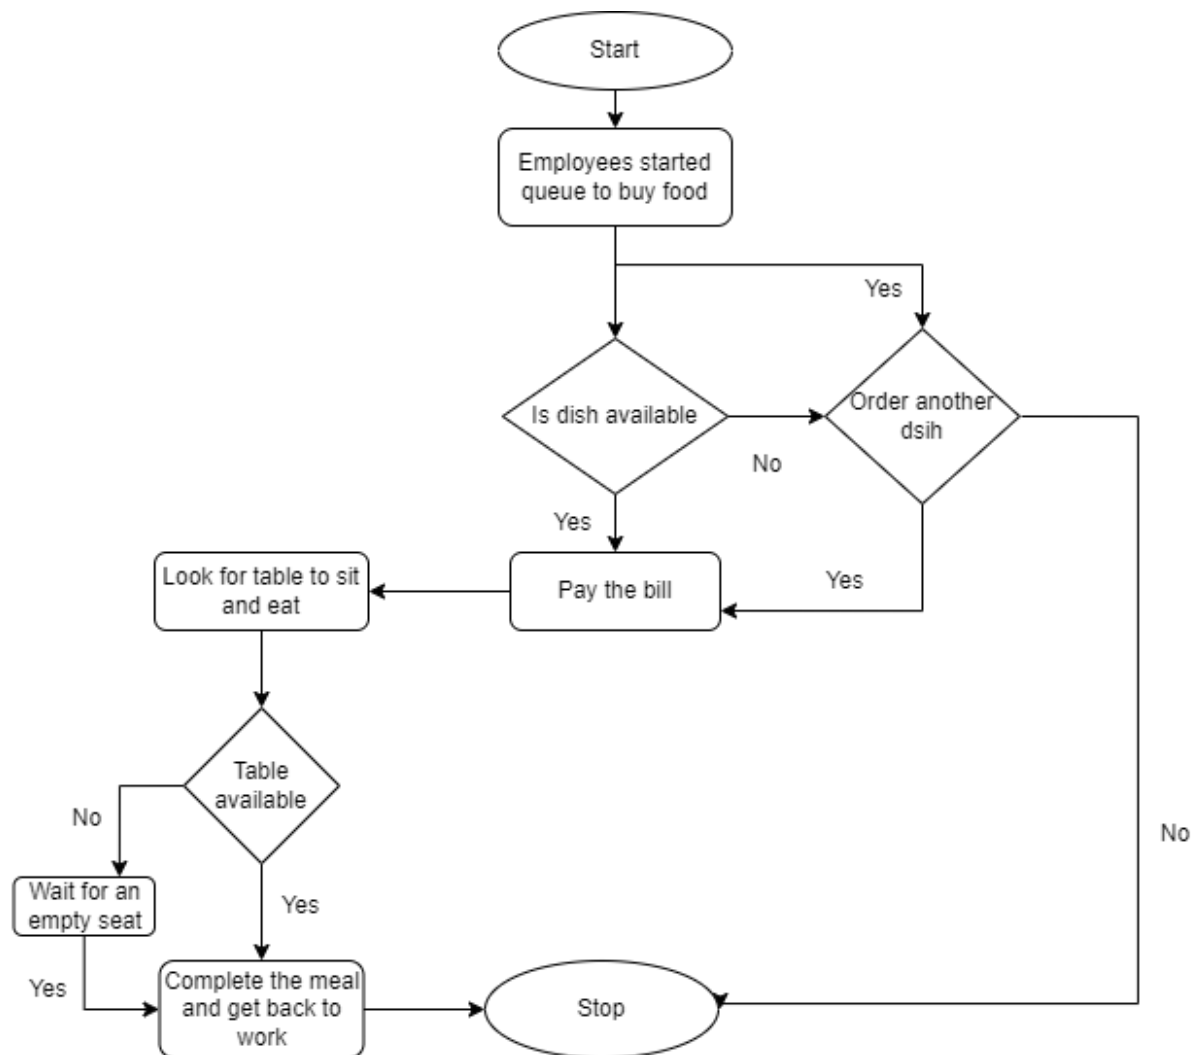 Start
Employees started
queue to buy food
Yes
Is dish available
Order another
dsih
No
Yes
Look for table to sit
and eat
Pay the bill
Yes
Table
available
No
No
Wait for an
empty seat
Yes
Yes
Complete the meal
and get back to
work
Stop